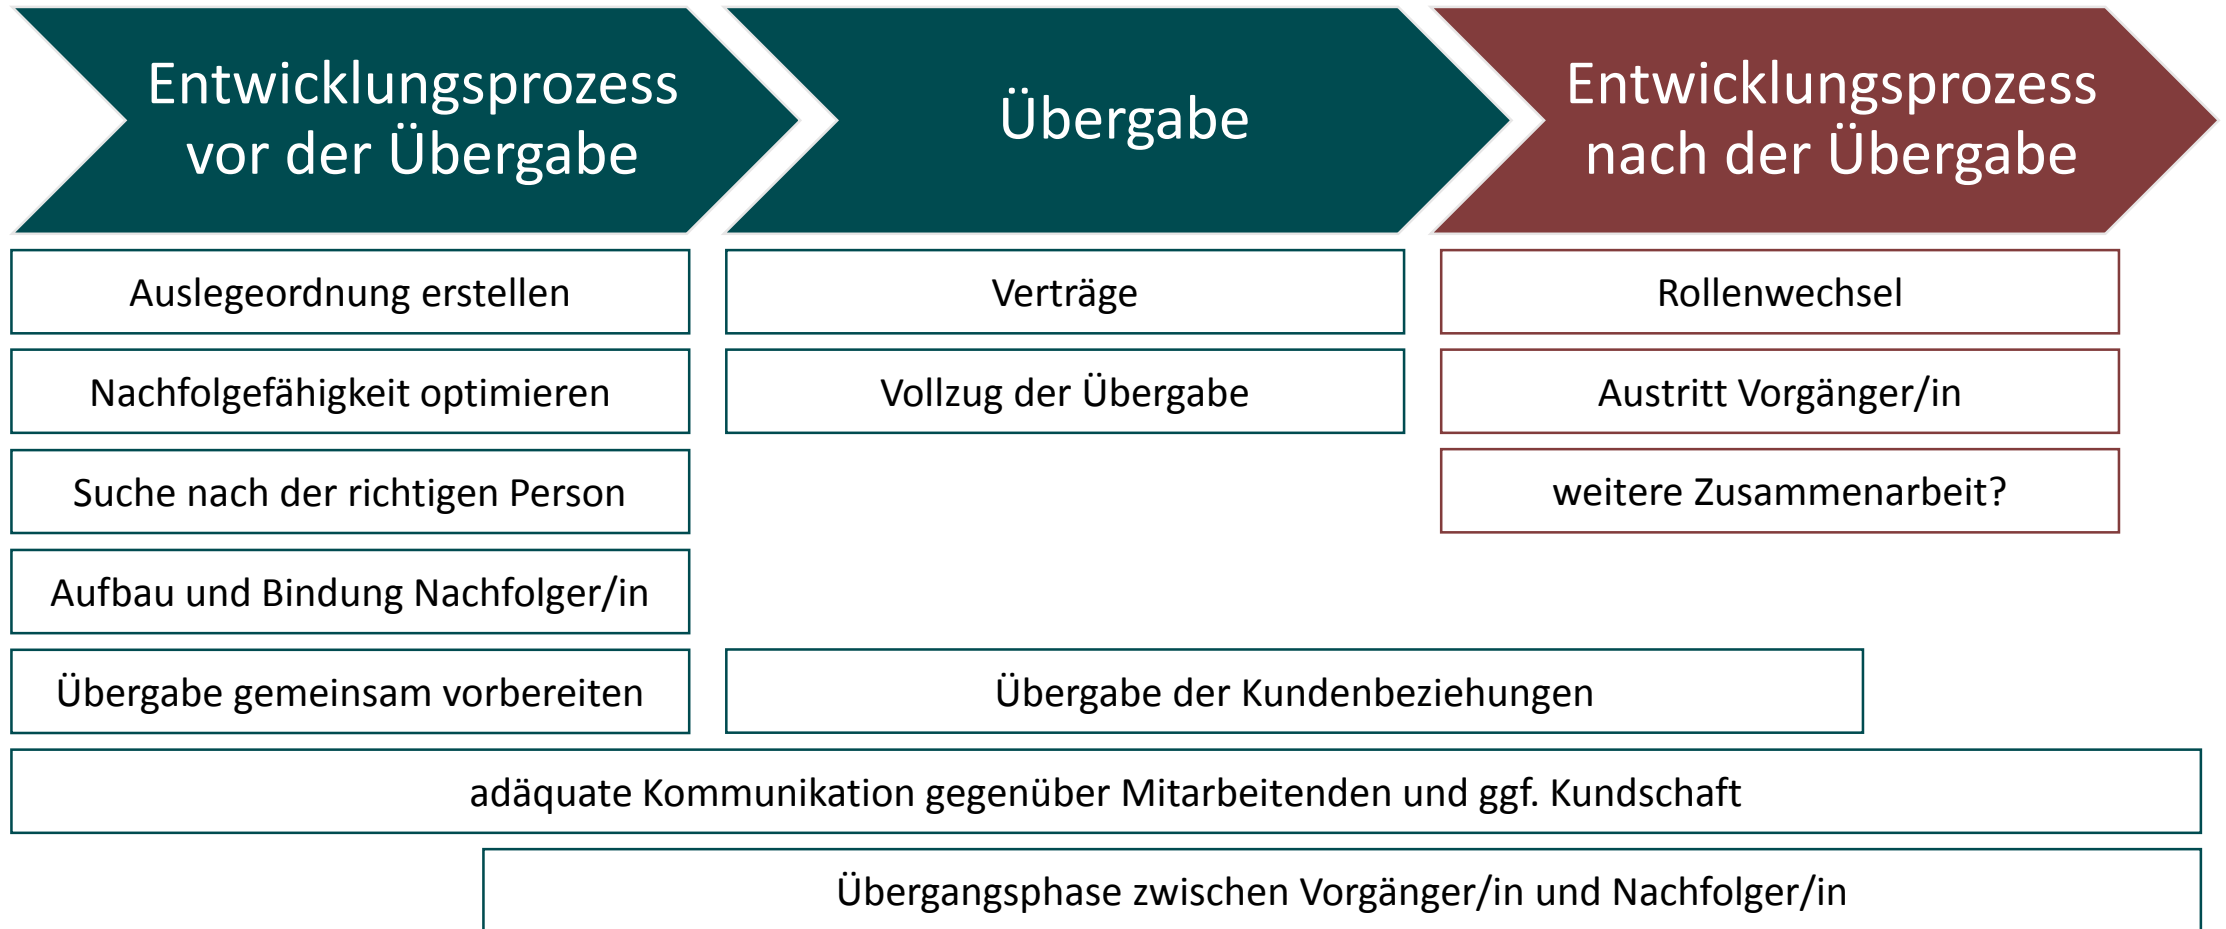 Entwicklungsprozess
vor der Übergabe
Übergabe
Entwicklungsprozess
nach der Übergabe
Auslegeordnung erstellen
Verträge
Rollenwechsel
Nachfolgefähigkeit optimieren
Vollzug der Übergabe
Austritt Vorgänger/in
Suche nach der richtigen Person
weitere Zusammenarbeit?
Aufbau und Bindung Nachfolger/in
Übergabe gemeinsam vorbereiten
Übergabe der Kundenbeziehungen
adäquate Kommunikation gegenüber Mitarbeitenden und ggf. Kundschaft
Übergangsphase zwischen Vorgänger/in und Nachfolger/in